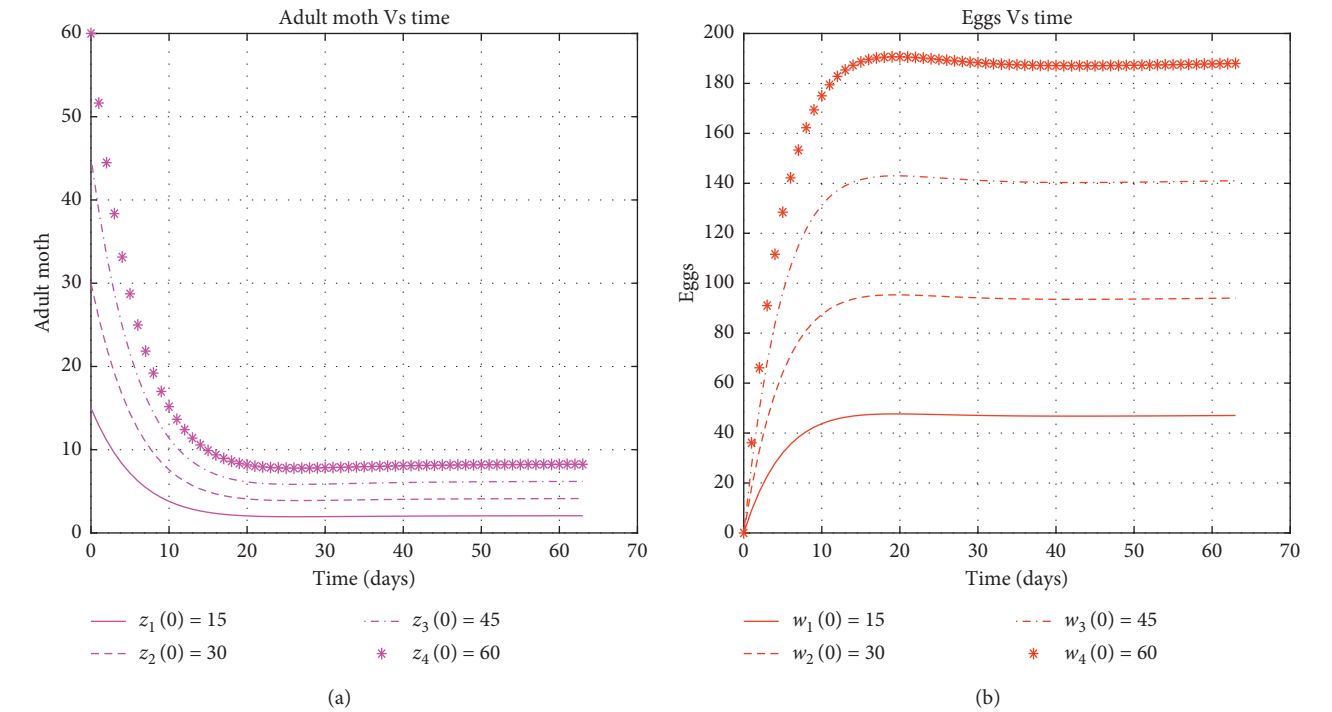 Adult moth Vs time
60
50
40
30
20
10
0
Adult moth
0 10 20 30 40 50 60 70
Time (days)
z₁ (0) = 15
z₂ (0) = 30
z₃ (0) = 45
z₄ (0) = 60
(a)
Eggs Vs time
200
180
160
140
120
100
80
60
40
20
0
Eggs
0 10 20 30 40 50 60 70
Time (days)
w₁ (0) = 15
w₂ (0) = 30
w₃ (0) = 45
w₄ (0) = 60
(b)